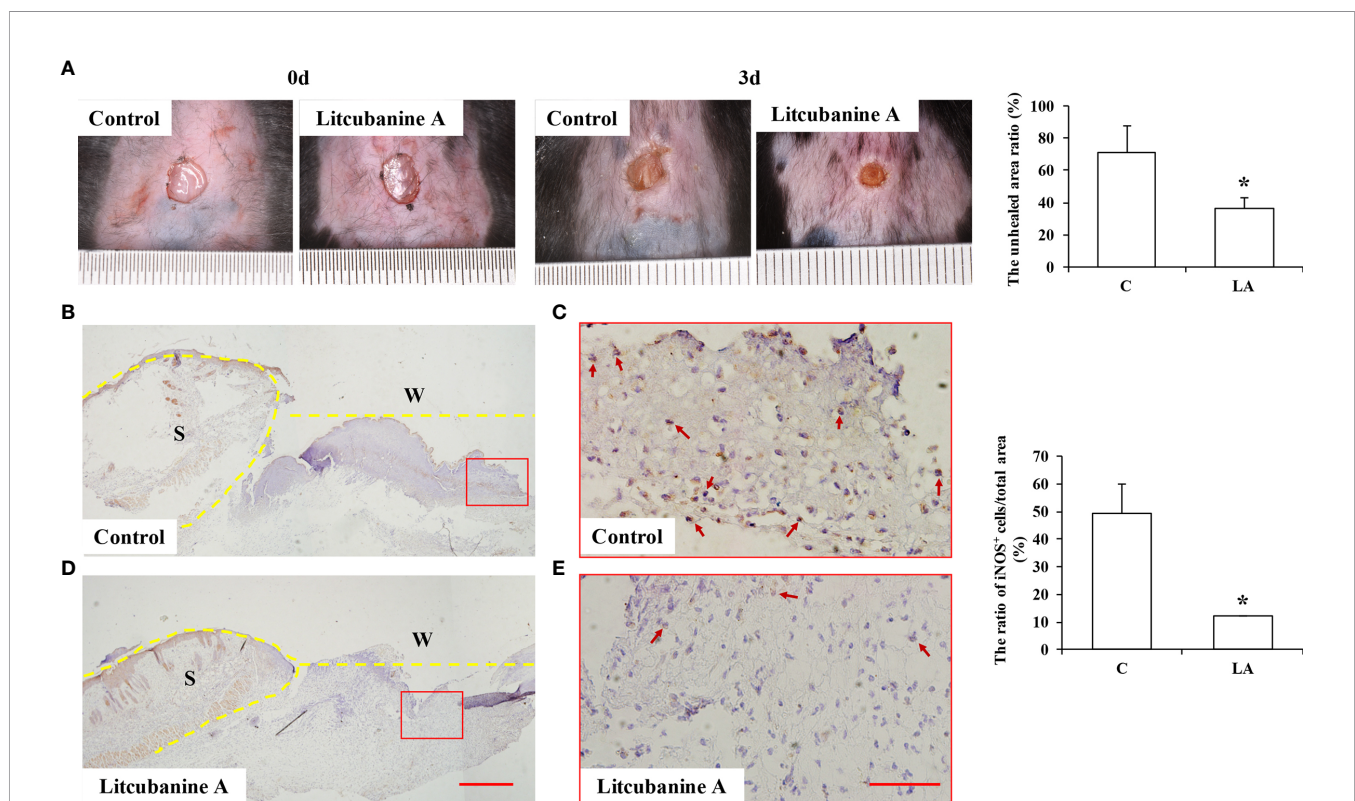 A
0d
3d
Control
Litcubanine A
Control
Litcubanine A
The unhealed area ratio (%)
100
80
60
40
20
0
*
C
LA
B
W
S
Control
C
Control
D
W
S
Litcubanine A
E
Litcubanine A
The ratio of iNOS⁺ cells/total area
(%)
70
60
50
40
30
20
10
0
*
C
LA